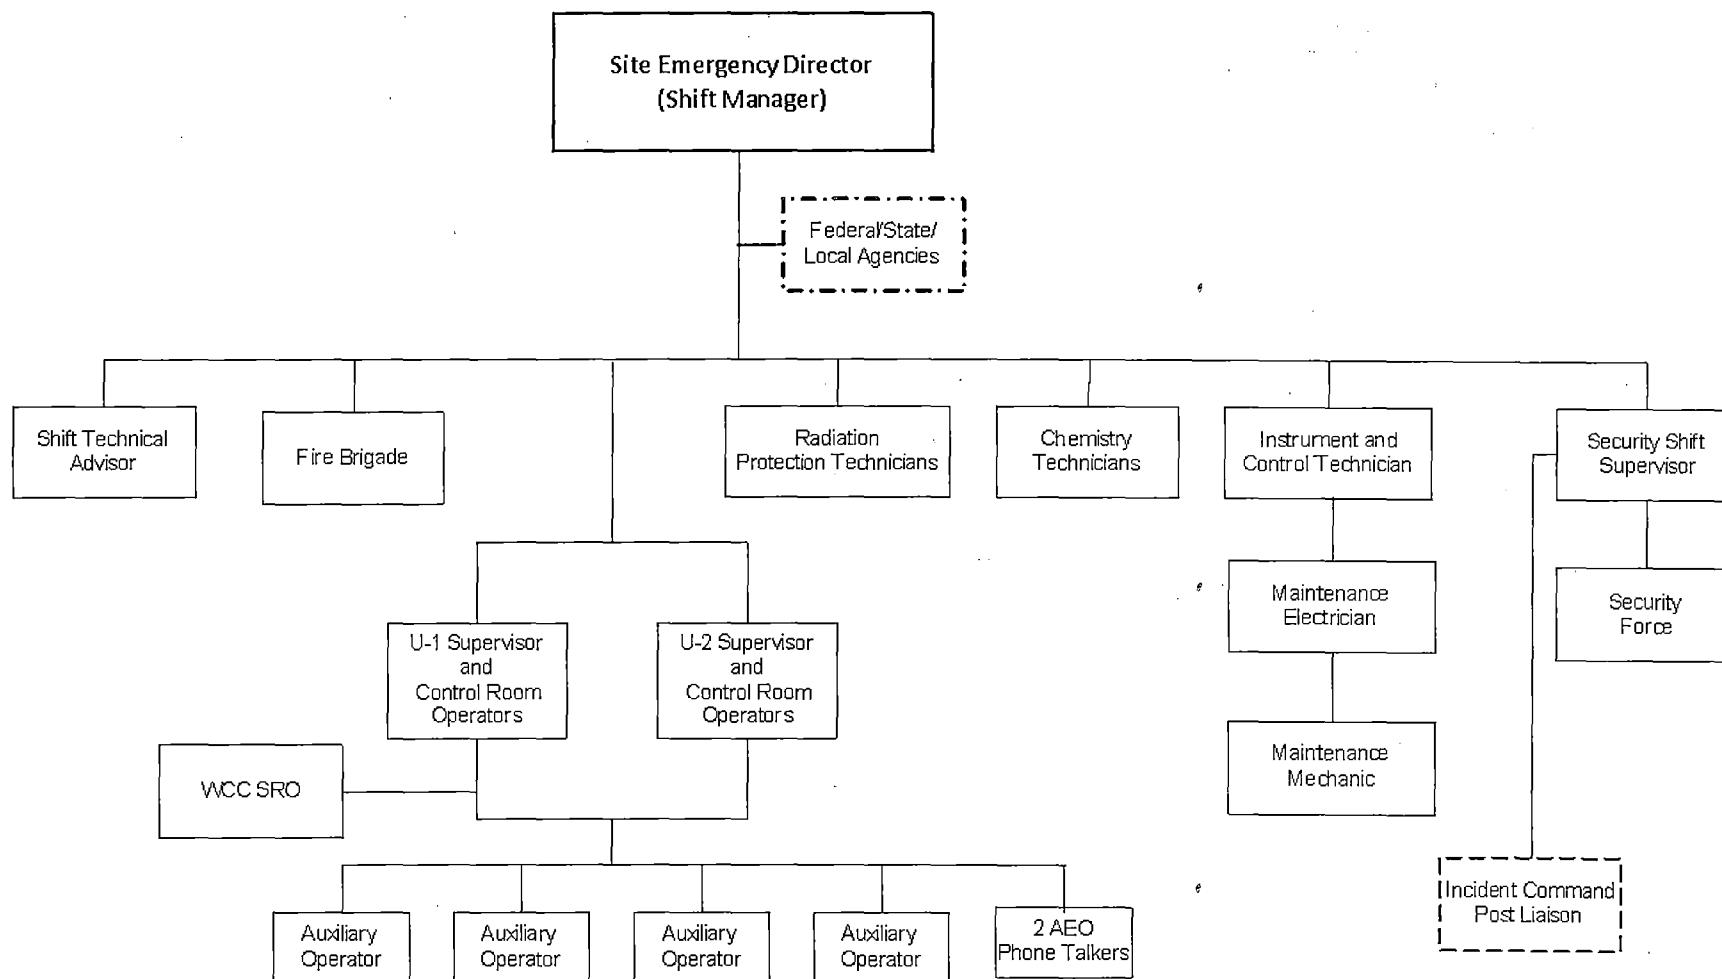 Site Emergency Director
(Shift Manager)
Federal/State/
Local Agencies
Shift Technical
Advisor
Fire Brigade
Radiation
Protection Technicians
Chemistry
Technicians
Instrument and
Control Technician
Security Shift
Supervisor
Maintenance
Electrician
Security
Force
U-1 Supervisor
and
Control Room
Operators
U-2 Supervisor
and
Control Room
Operators
Maintenance
Mechanic
WCC SRO
Incident Command
Post Liaison
Auxiliary
Operator
Auxiliary
Operator
Auxiliary
Operator
Auxiliary
Operator
2 AEO
Phone Talkers